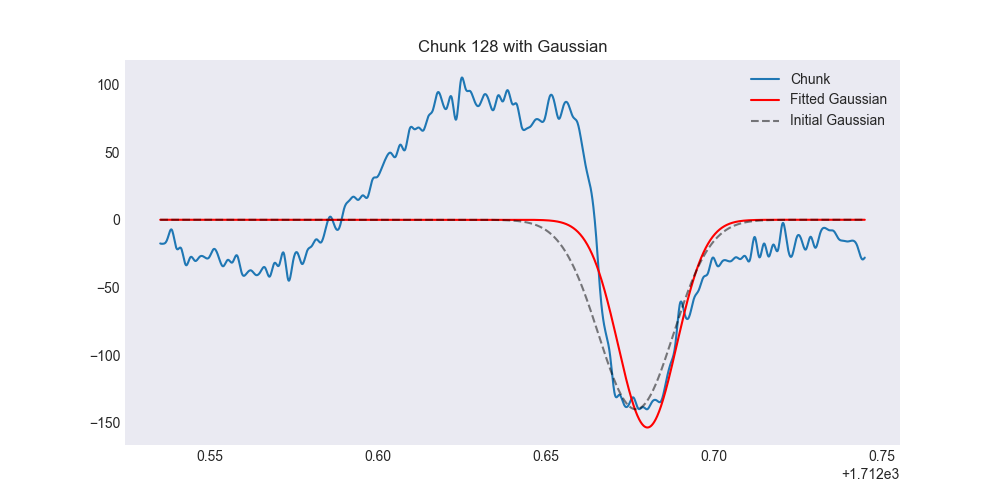 Chunk 128 with Gaussian
Chunk
Fitted Gaussian
Initial Gaussian
100
50
0
−50
−100
−150
0.55 0.60 0.65 0.70 0.75
+1.712e3